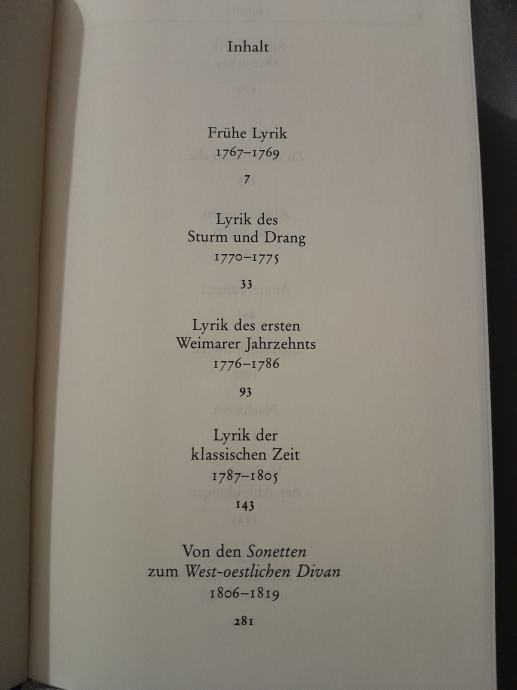 Inhalt
Frühe Lyrik
1767–1769
7
Lyrik des
Sturm und Drang
1770–1775
33
Lyrik des ersten
Weimarer Jahrzehnts
1776–1786
93
Lyrik der
klassischen Zeit
1787–1805
143
Von den Sonetten
zum West-oestlichen Divan
1806–1819
281